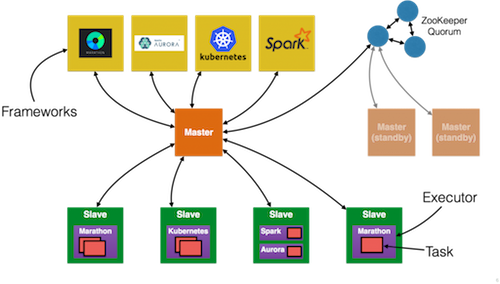 ZooKeeper
Quorum
AURORA
kubernetes
Spark
Frameworks
Master
Master
(standby)
Master
(standby)
Executor
Slave
Slave
Slave
Slave
Marathon
Kubernetes
Spark
Aurora
Marathon
Task